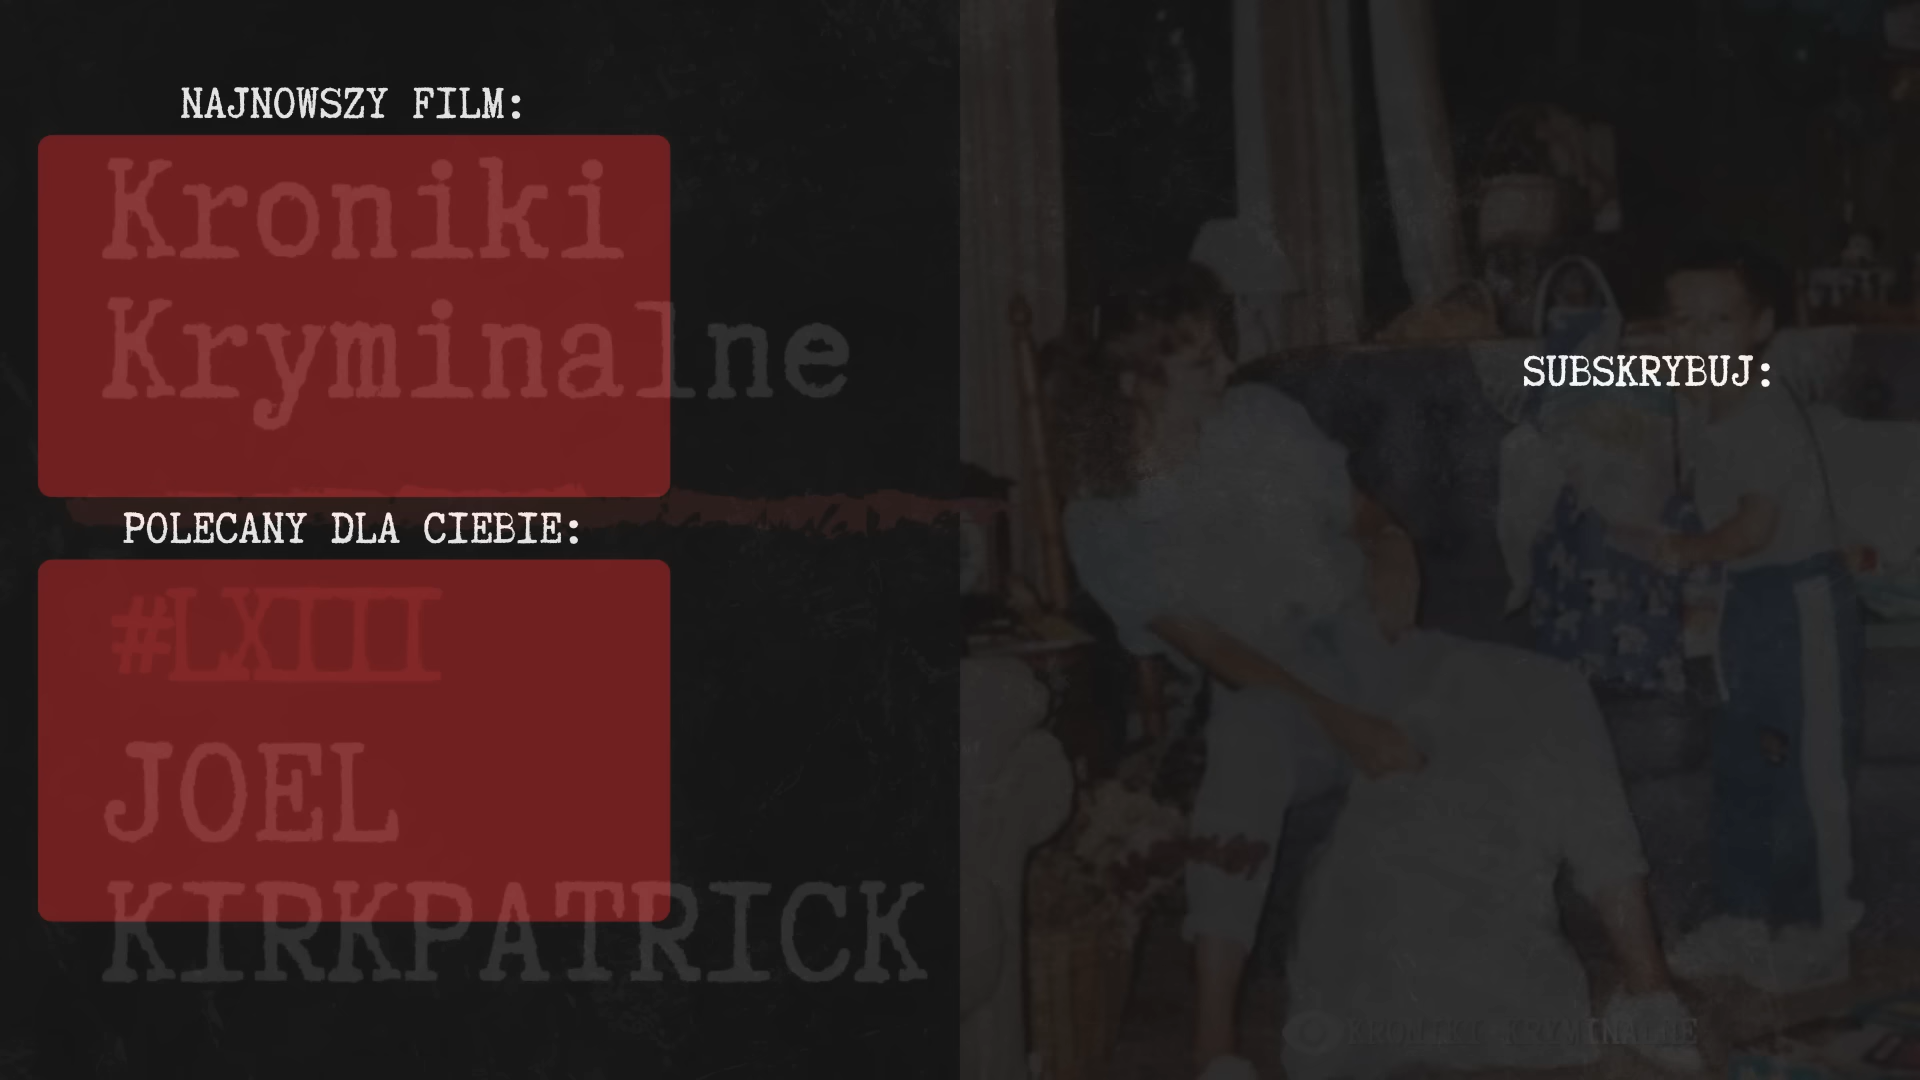 NAJNOWSZY FILM:
Kroniki
Kryminalne
POLECANY DLA CIEBIE:
#LXIII
JOEL
KIRKPATRICK
SUBSKRYBUJ:
KRONIKI KRYMINALNE